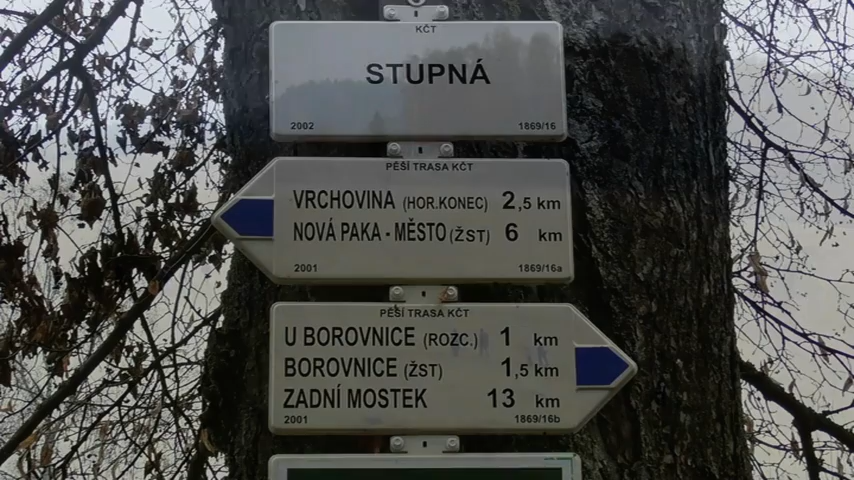 KČT
STUPNÁ
2002 1869/16
PĚŠÍ TRASA KČT
VRCHOVINA (HOR.KONEC) 2,5 km
NOVÁ PAKA - MĚSTO (ŽST) 6 km
2001 1869/16a
PĚŠÍ TRASA KČT
U BOROVNICE (ROZC.) 1 km
BOROVNICE (ŽST) 1,5 km
ZADNÍ MOSTEK 13 km
2001 1869/16b